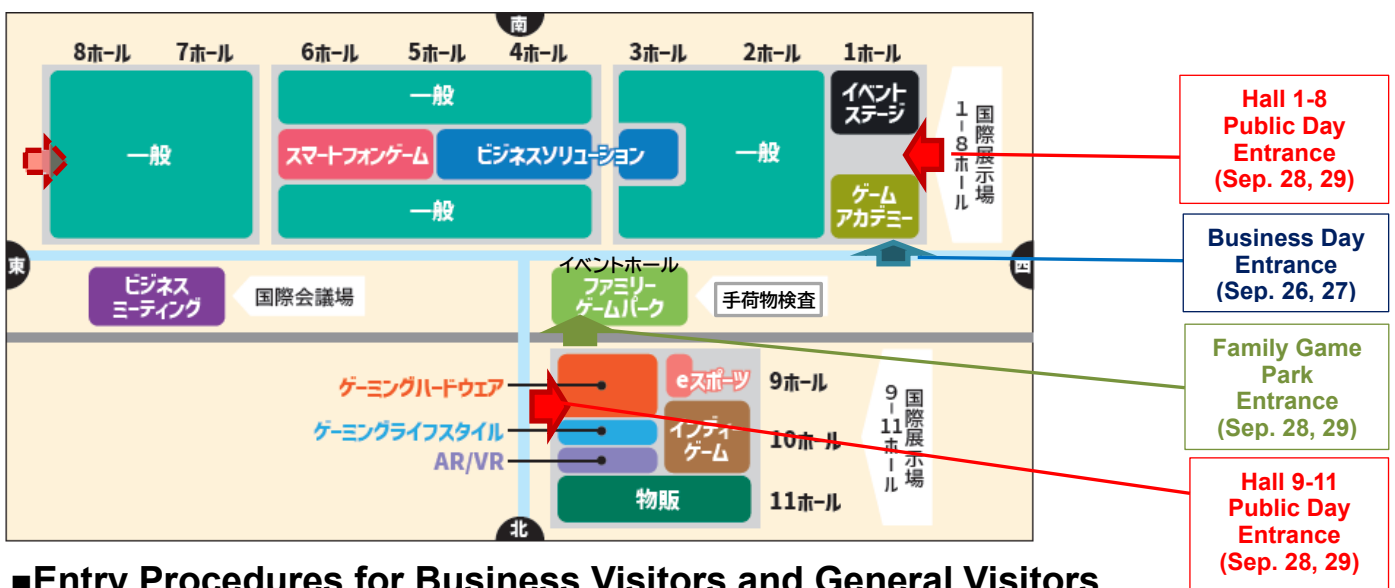 南
8ホール
7ホール
6ホール
5ホール
4ホール
3ホール
2ホール
1ホール
一般
一般
スマートフォンゲーム
ビジネスソリューション
一般
一般
イベント
ステージ
ゲーム
アカデミー
国際展示場
1-8ホール
Hall 1-8
Public Day
Entrance
(Sep. 28, 29)
東
西
Business Day
Entrance
(Sep. 26, 27)
ビジネス
ミーティング
国際会議場
イベントホール
ファミリー
ゲームパーク
手荷物検査
Family Game
Park
Entrance
(Sep. 28, 29)
ゲーミングハードウェア
ゲーミングライフスタイル
AR/VR
eスポーツ
インディ
ゲーム
物販
9ホール
10ホール
11ホール
国際展示場
9-11ホール
北
Hall 9-11
Public Day
Entrance
(Sep. 28, 29)
■Entry Procedures for Business Visitors and General Visitors